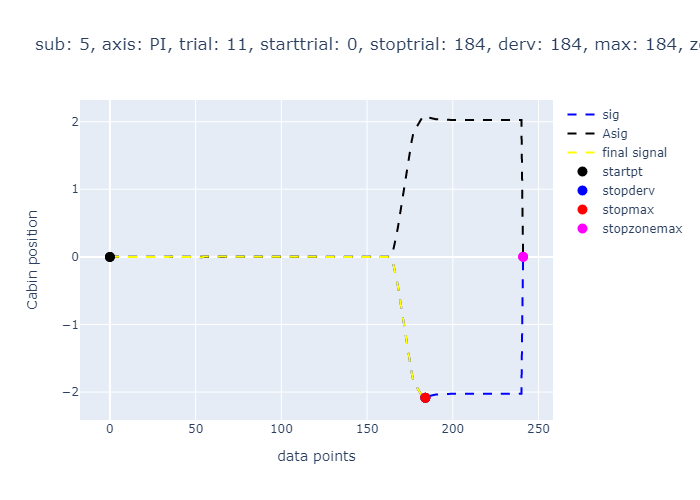 sub: 5, axis: PI, trial: 11, starttrial: 0, stoptrial: 184, derv: 184, max: 184,
sig
Asig
final signal
startpt
stopderv
stopmax
stopzonemax
Cabin position
2
1
0
−1
−2
0
50
100
150
200
250
data points